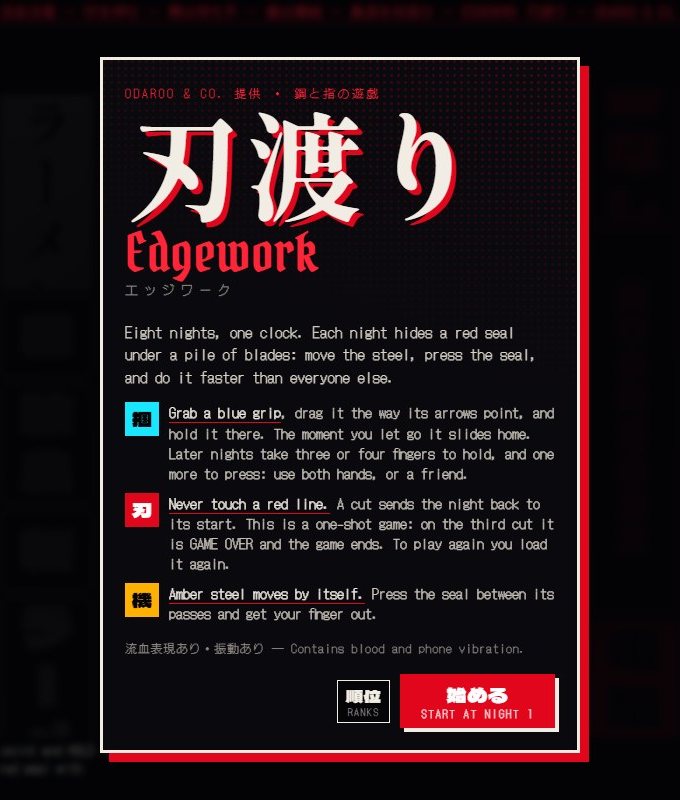 ODAROO & CO. 提供 • 鋼と指の遊戯
刃渡り
Edgework
エッジワーク
Eight nights, one clock. Each night hides a red seal
under a pile of blades: move the steel, press the seal,
and do it faster than everyone else.
掴
Grab a blue grip, drag it the way its arrows point, and
hold it there. The moment you let go it slides home.
Later nights take three or four fingers to hold, and one
more to press: use both hands, or a friend.
刃
Never touch a red line. A cut sends the night back to
its start. This is a one-shot game: on the third cut it
is GAME OVER and the game ends. To play again you load
it again.
機
Amber steel moves by itself. Press the seal between its
passes and get your finger out.
流血表現あり・振動あり — Contains blood and phone vibration.
順位
RANKS
始める
START AT NIGHT 1